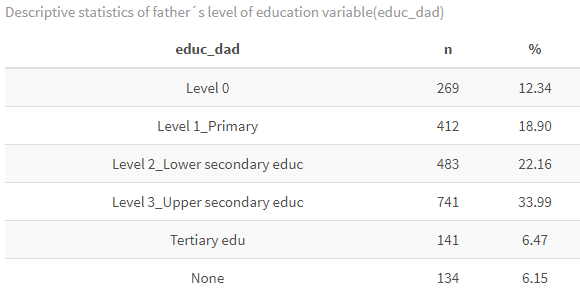 Descriptive statistics of father´s level of education variable(educ_dad)
educ_dad n %
Level 0 269 12.34
Level 1_Primary 412 18.90
Level 2_Lower secondary educ 483 22.16
Level 3_Upper secondary educ 741 33.99
Tertiary edu 141 6.47
None 134 6.15